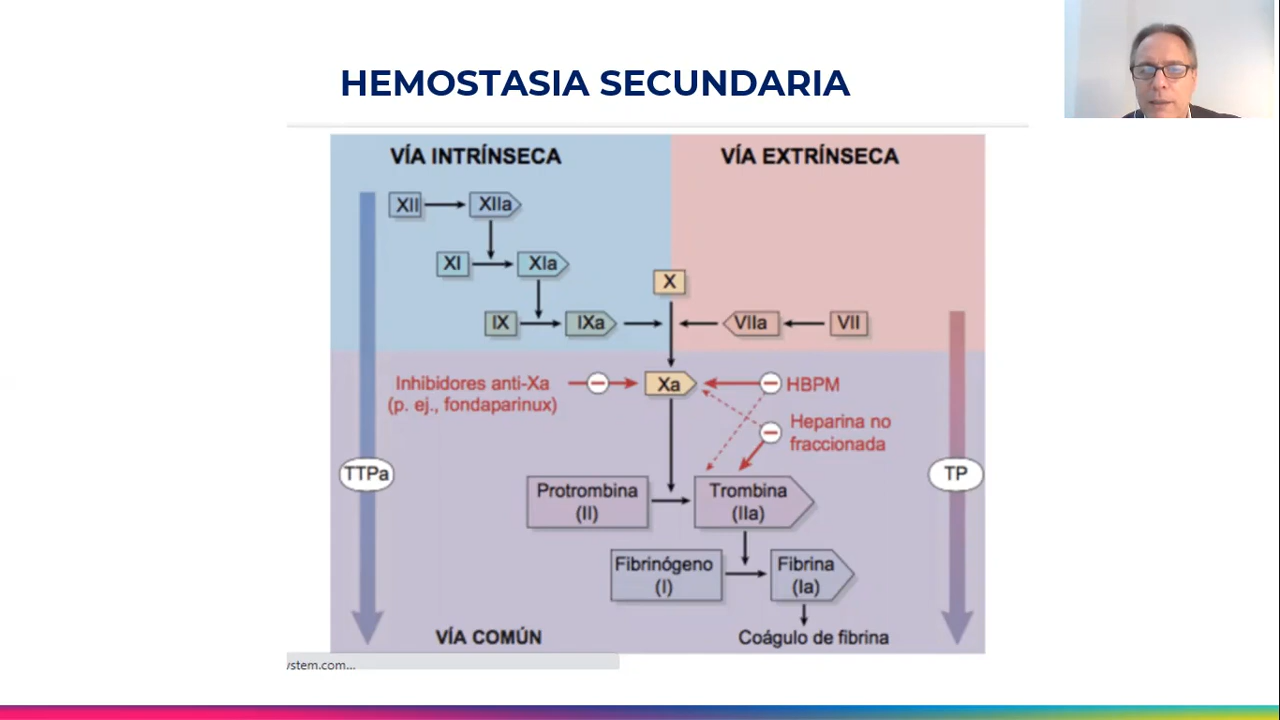 HEMOSTASIA SECUNDARIA
VÍA INTRÍNSECA
VÍA EXTRÍNSECA
XII
XIIa
XI
XIa
X
IX
IXa
VIIa
VII
Inhibidores anti-Xa
(p. ej., fondaparinux)
Xa
HBPM
Heparina no
fraccionada
TTPa
TP
Protrombina
(II)
Trombina
(IIa)
Fibrinógeno
(I)
Fibrina
(Ia)
VÍA COMÚN
Coágulo de fibrina
ystem.com...